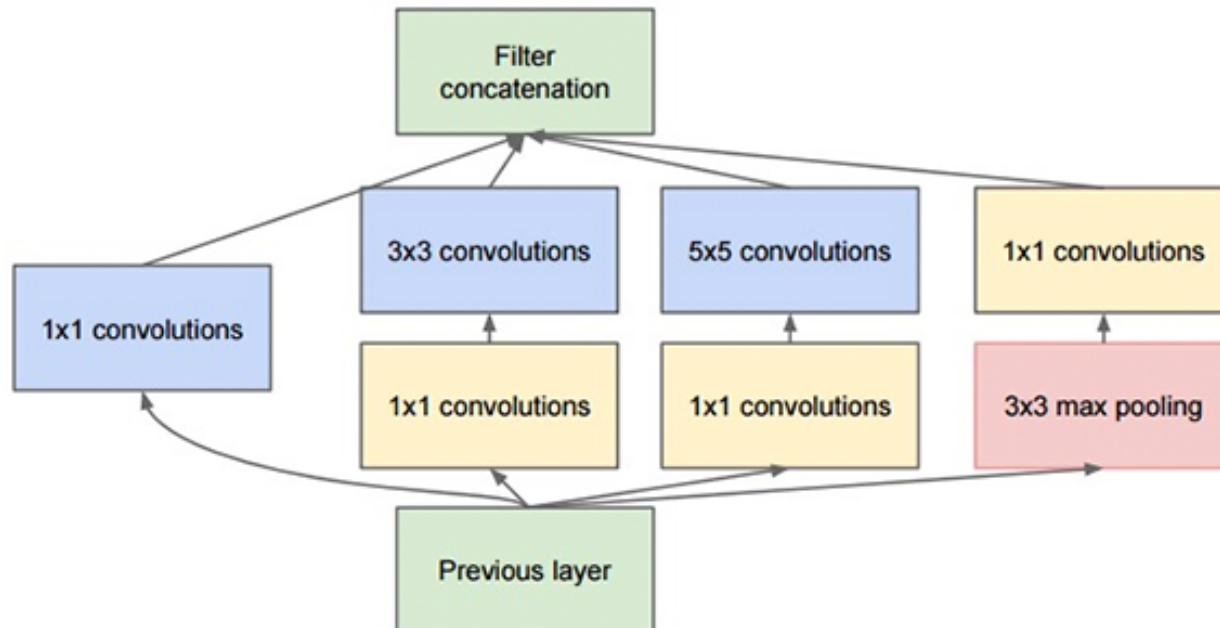 Filter
concatenation
3x3 convolutions
5x5 convolutions
1x1 convolutions
1x1 convolutions
1x1 convolutions
1x1 convolutions
3x3 max pooling
Previous layer